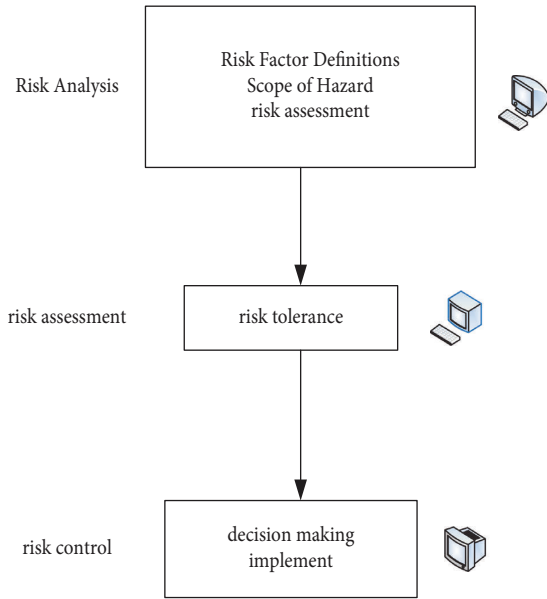 Risk Analysis
Risk Factor Definitions
Scope of Hazard
risk assessment
risk assessment
risk tolerance
risk control
decision making
implement